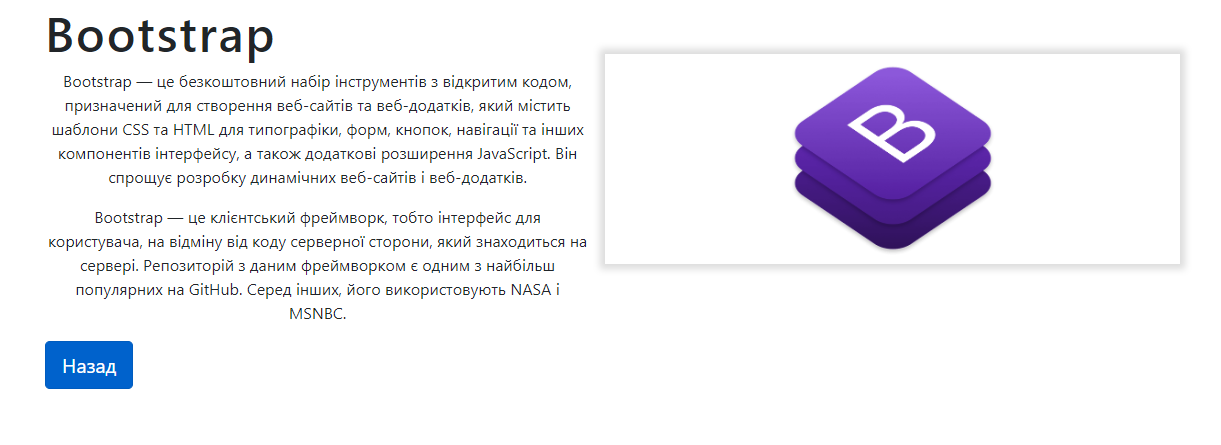 Bootstrap
Bootstrap — це безкоштовний набір інструментів з відкритим кодом,
призначений для створення веб-сайтів та веб-додатків, який містить
шаблони CSS та HTML для типографіки, форм, кнопок, навігації та інших
компонентів інтерфейсу, а також додаткові розширення JavaScript. Він
спрощує розробку динамічних веб-сайтів і веб-додатків.
Bootstrap — це клієнтський фреймворк, тобто інтерфейс для
користувача, на відміну від коду серверної сторони, який знаходиться на
сервері. Репозиторій з даним фреймворком є одним з найбільш
популярних на GitHub. Серед інших, його використовують NASA і
MSNBC.
Назад
B